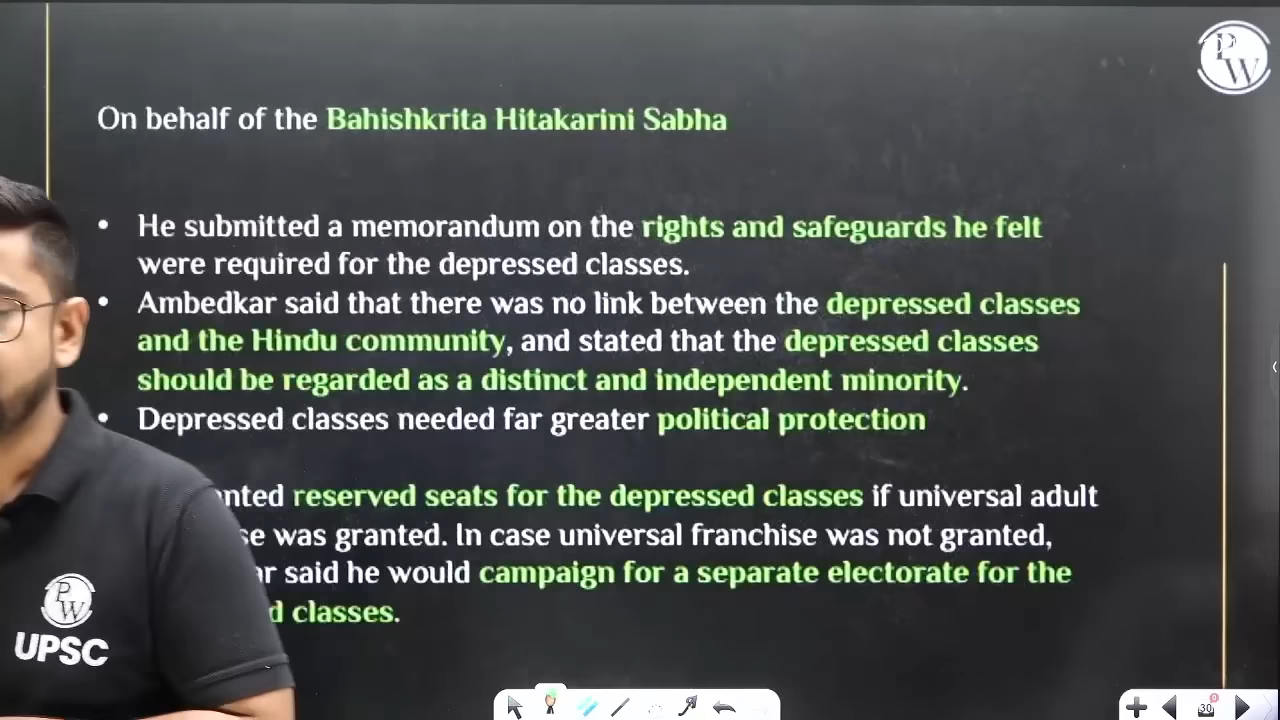 PW
On behalf of the Bahishkrita Hitakarini Sabha
• He submitted a memorandum on the rights and safeguards he felt
were required for the depressed classes.
• Ambedkar said that there was no link between the depressed classes
and the Hindu community, and stated that the depressed classes
should be regarded as a distinct and independent minority.
• Depressed classes needed far greater political protection
reserved seats for the depressed classes if universal adult
was granted. In case universal franchise was not granted,
said he would campaign for a separate electorate for the
classes.
PW
UPSC
30